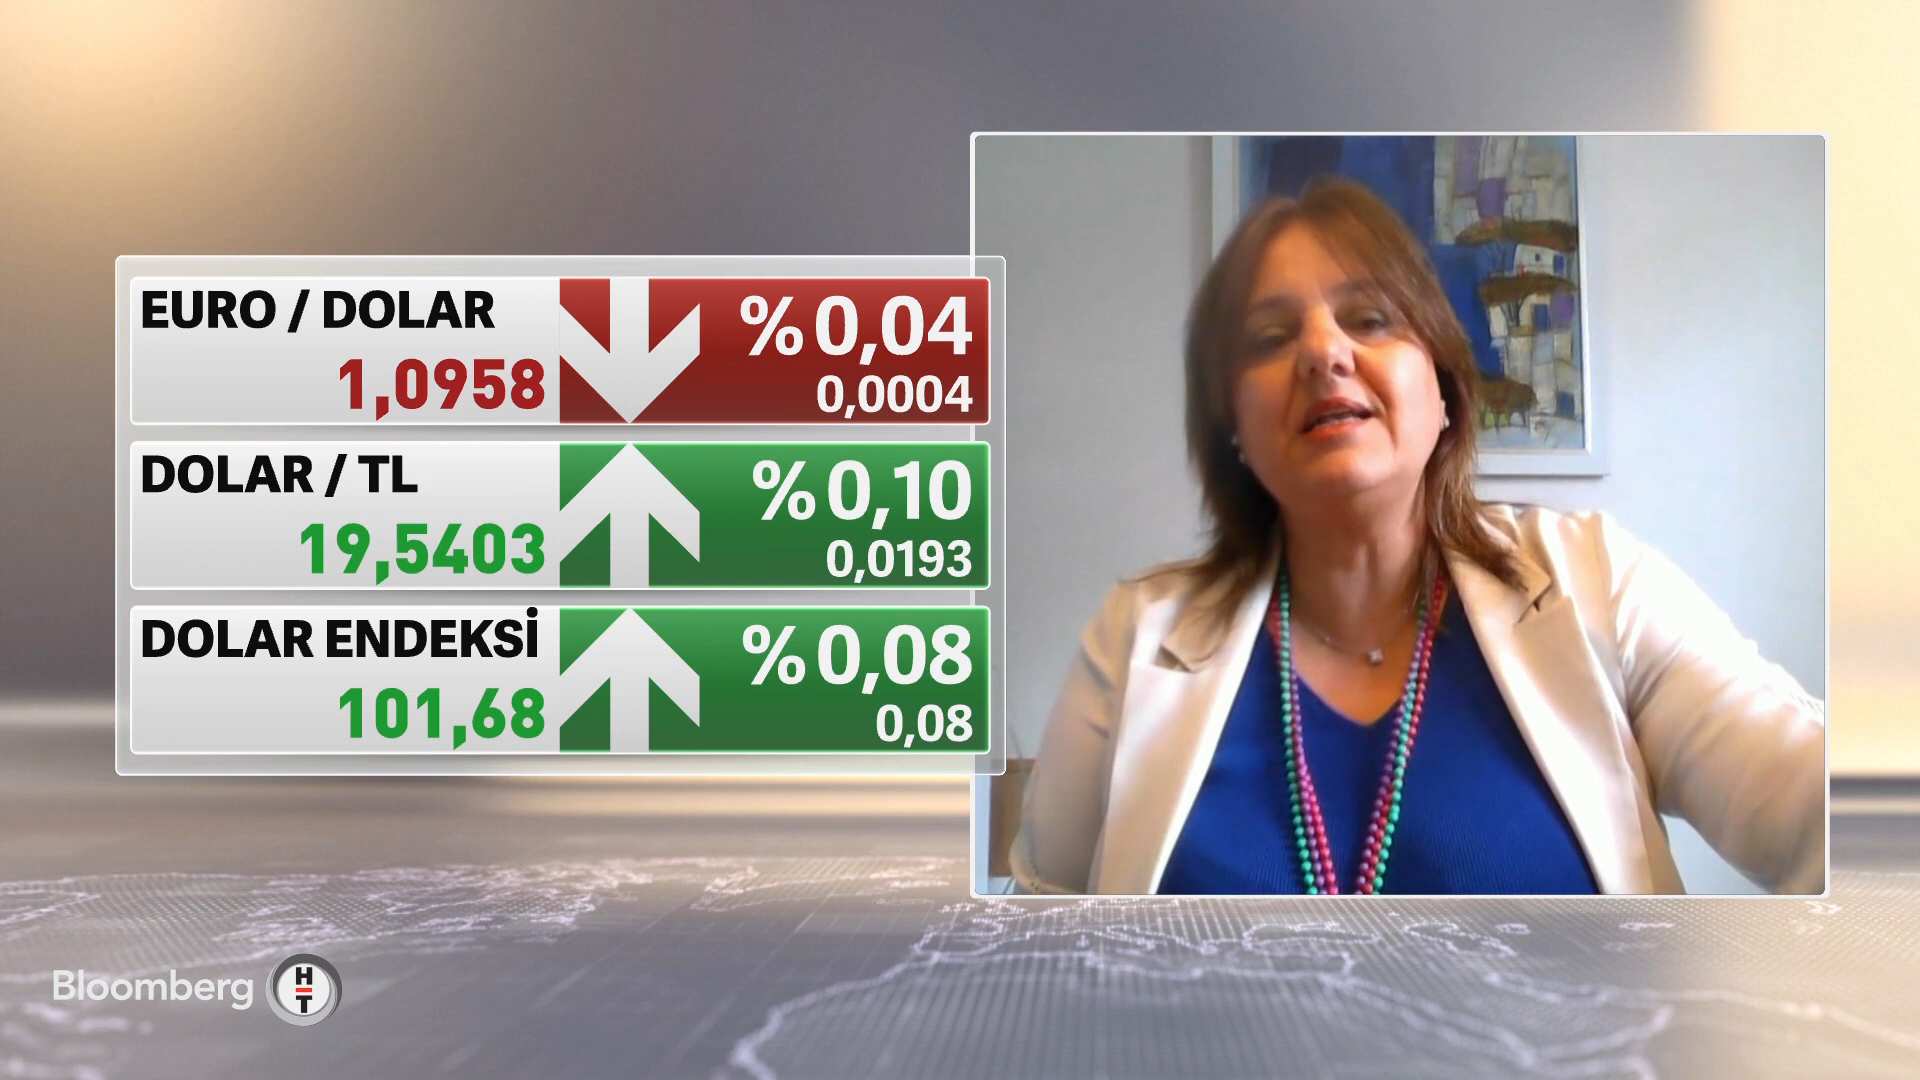 EURO / DOLAR
1,0958
%0,04
0,0004
DOLAR / TL
19,5403
%0,10
0,0193
DOLAR ENDEKSİ
101,68
%0,08
0,08
Bloomberg HT